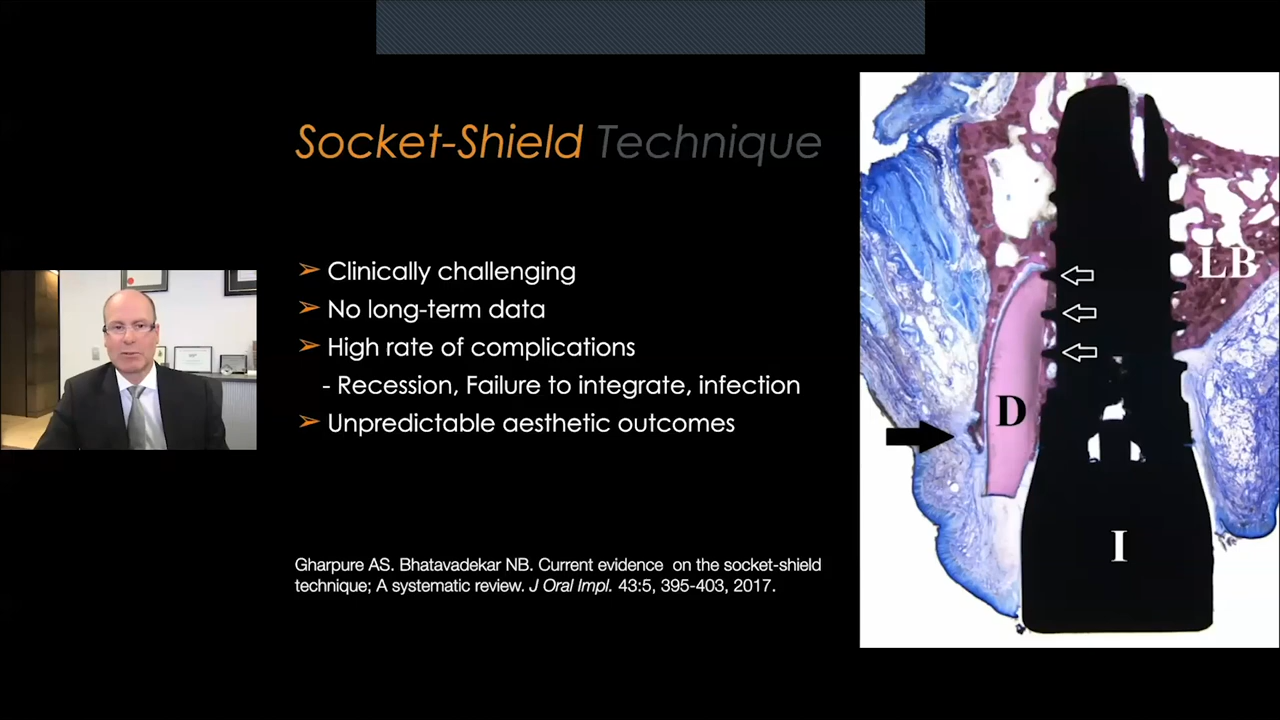 Socket-Shield Technique
➢ Clinically challenging
➢ No long-term data
➢ High rate of complications
- Recession, Failure to integrate, infection
➢ Unpredictable aesthetic outcomes
Gharpure AS. Bhatavadekar NB. Current evidence on the socket-shield
technique; A systematic review. J Oral Impl. 43:5, 395-403, 2017.
LB
D
I